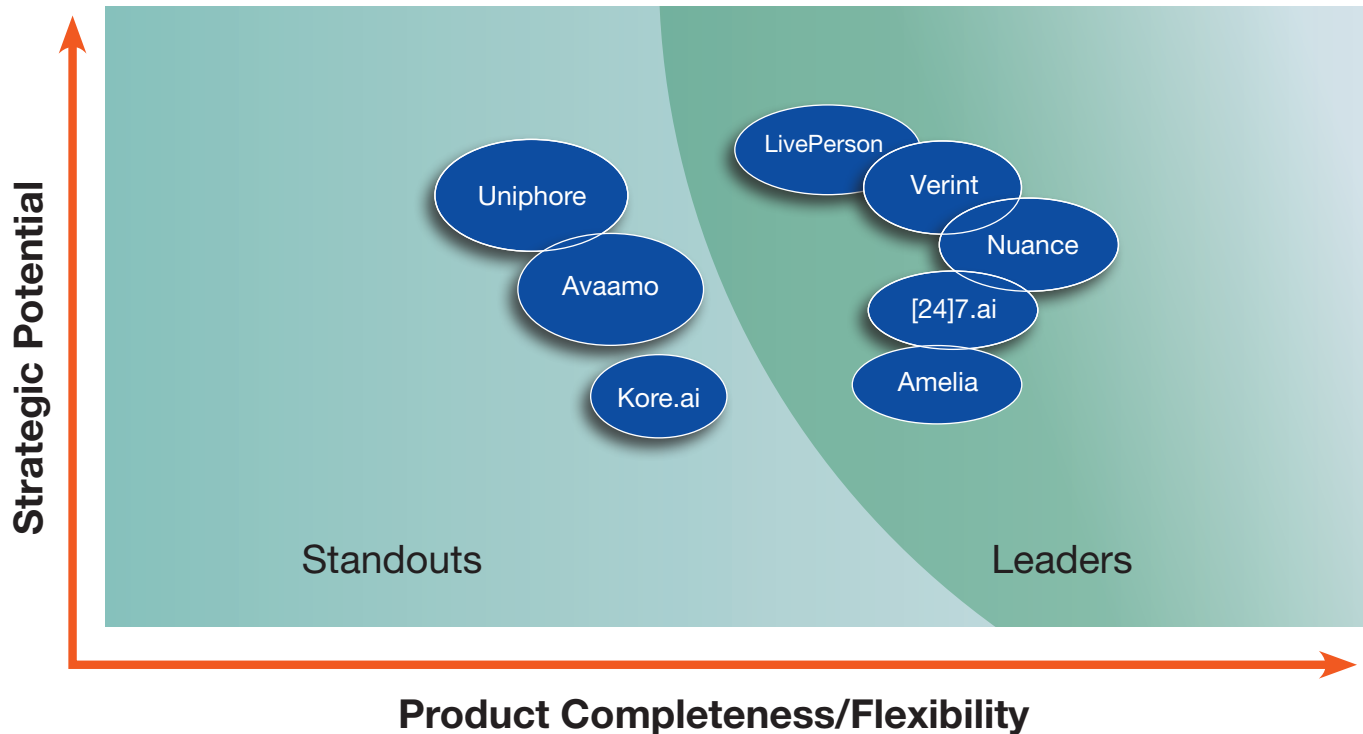 Strategic Potential
LivePerson
Verint
Uniphore
Nuance
Avaamo
[24]7.ai
Amelia
Kore.ai
Standouts
Leaders
Product Completeness/Flexibility